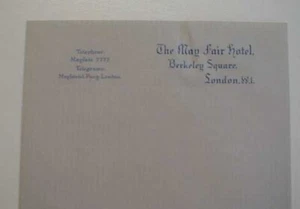 Telephone:
Mayfair 7777
Telegrams:
The May Fair Hotel,
Berkeley Square,
London. W.1.